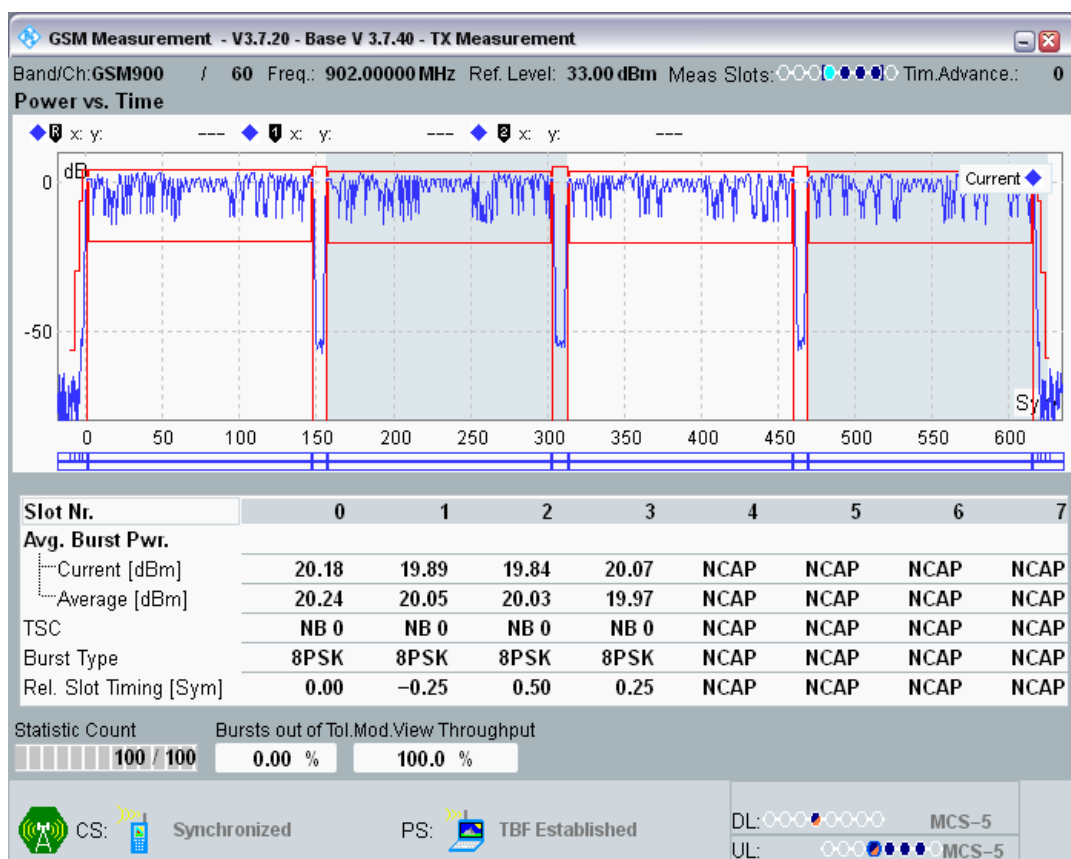 GSM Measurement - V3.7.20 - Base V 3.7.40 - TX Measurement
Band/Ch:GSM900 / 60 Freq.: 902.00000 MHz Ref. Level: 33.00 dBm Meas Slots: Tim.Advance.: 0
Power vs. Time
R x: y: --- 1 x: y: --- 2 x: y: ---
dB
Current
0
-50
0 50 100 150 200 250 300 350 400 450 500 550 600
Slot Nr. 0 1 2 3 4 5 6 7
Avg. Burst Pwr.
Current [dBm] 20.18 19.89 19.84 20.07 NCAP NCAP NCAP NCAP
Average [dBm] 20.24 20.05 20.03 19.97 NCAP NCAP NCAP NCAP
TSC NB 0 NB 0 NB 0 NB 0 NCAP NCAP NCAP NCAP
Burst Type 8PSK 8PSK 8PSK 8PSK NCAP NCAP NCAP NCAP
Rel. Slot Timing [Sym] 0.00 −0.25 0.50 0.25 NCAP NCAP NCAP NCAP
Statistic Count Bursts out of Tol. Mod.View Throughput
100 / 100 0.00 % 100.0 %
CS: Synchronized PS: TBF Established DL: MCS−5
UL: MCS−5